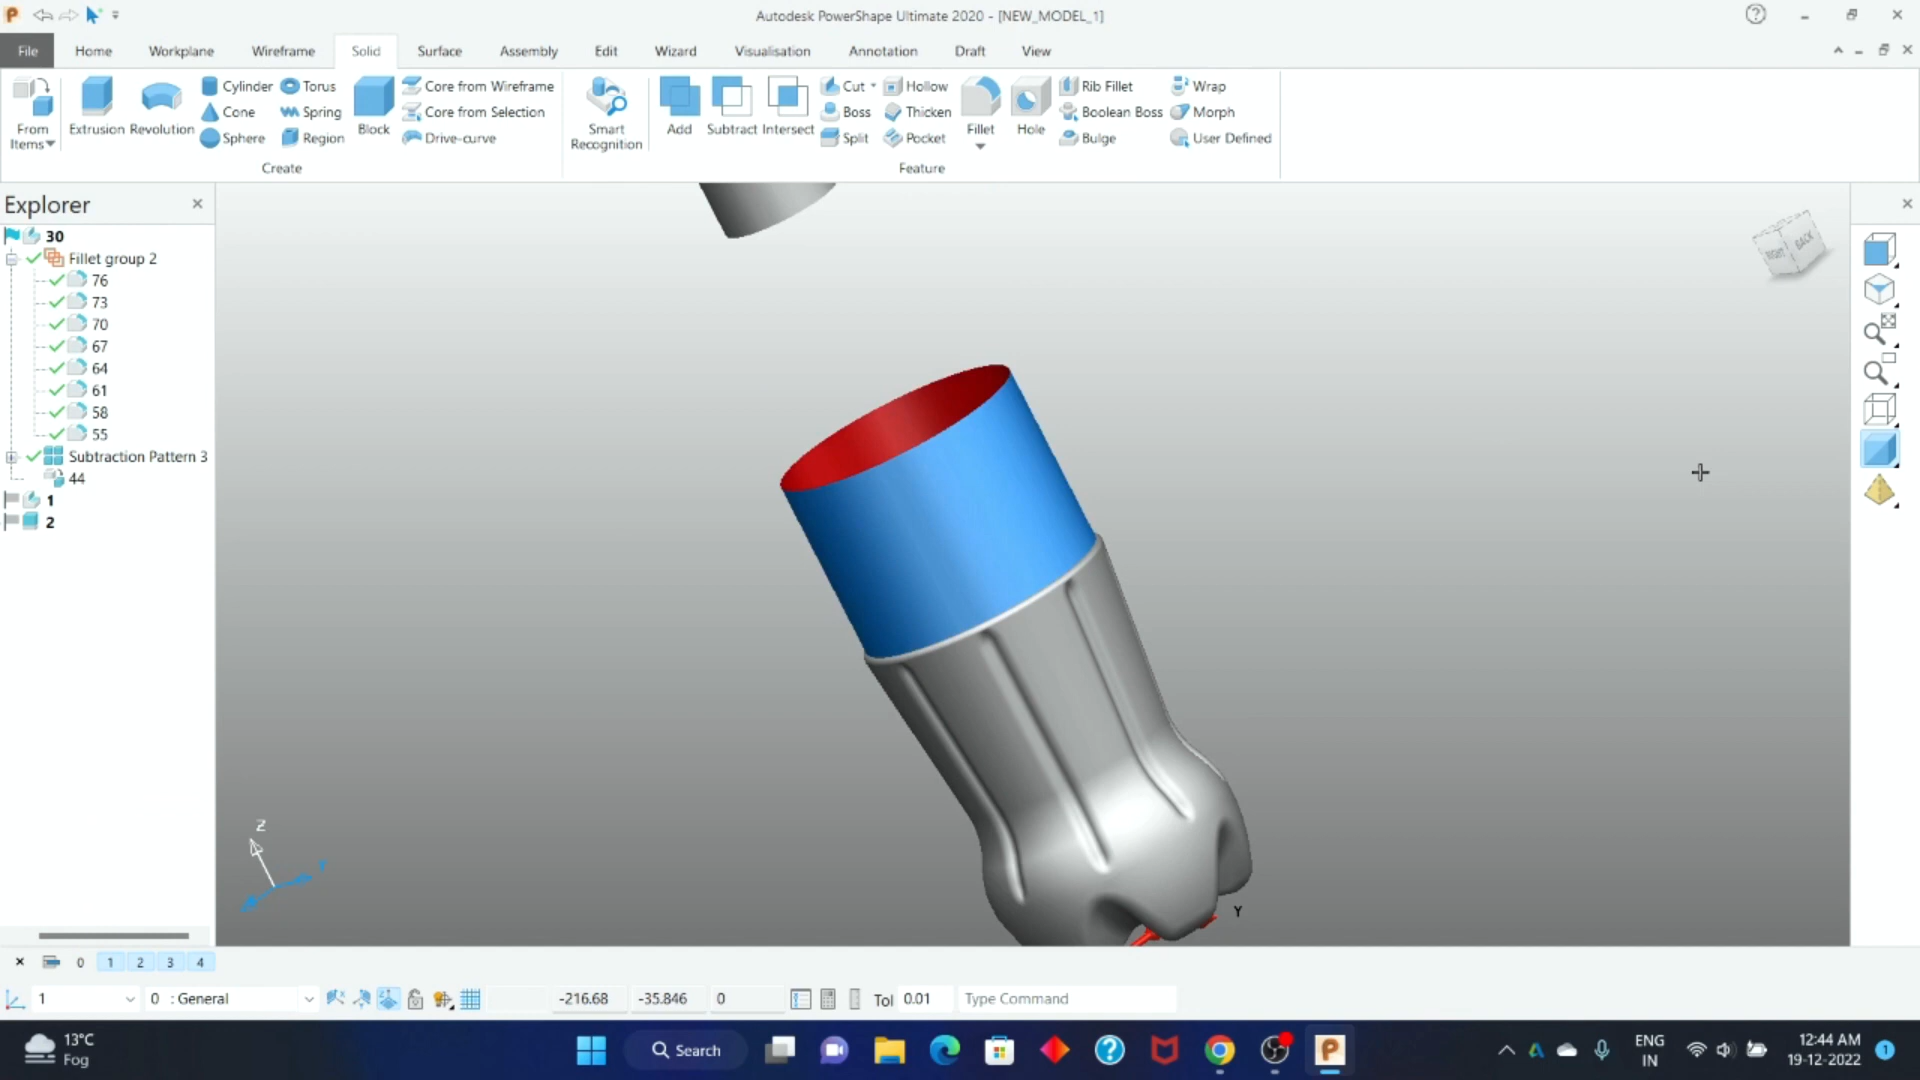 Autodesk PowerShape Ultimate 2020 - [NEW_MODEL_1]
File Home Workplane Wireframe Solid Surface Assembly Edit Wizard Visualisation Annotation Draft View
From Items
Extrusion
Revolution
Cylinder
Cone
Sphere
Torus
Spring
Region
Block
Core from Wireframe
Core from Selection
Drive-curve
Create
Smart Recognition
Add
Subtract
Intersect
Cut
Boss
Split
Hollow
Thicken
Pocket
Fillet
Hole
Rib Fillet
Boolean Boss
Bulge
Wrap
Morph
User Defined
Feature
Explorer
30
Fillet group 2
76
73
70
67
64
61
58
55
Subtraction Pattern 3
44
1
2
RIGHT BACK
Z
Y
0 1 2 3 4
1 0 : General -216.68 -35.846 0 Tol 0.01 Type Command
13°C
Fog
Search
ENG
IN
12:44 AM
19-12-2022
1